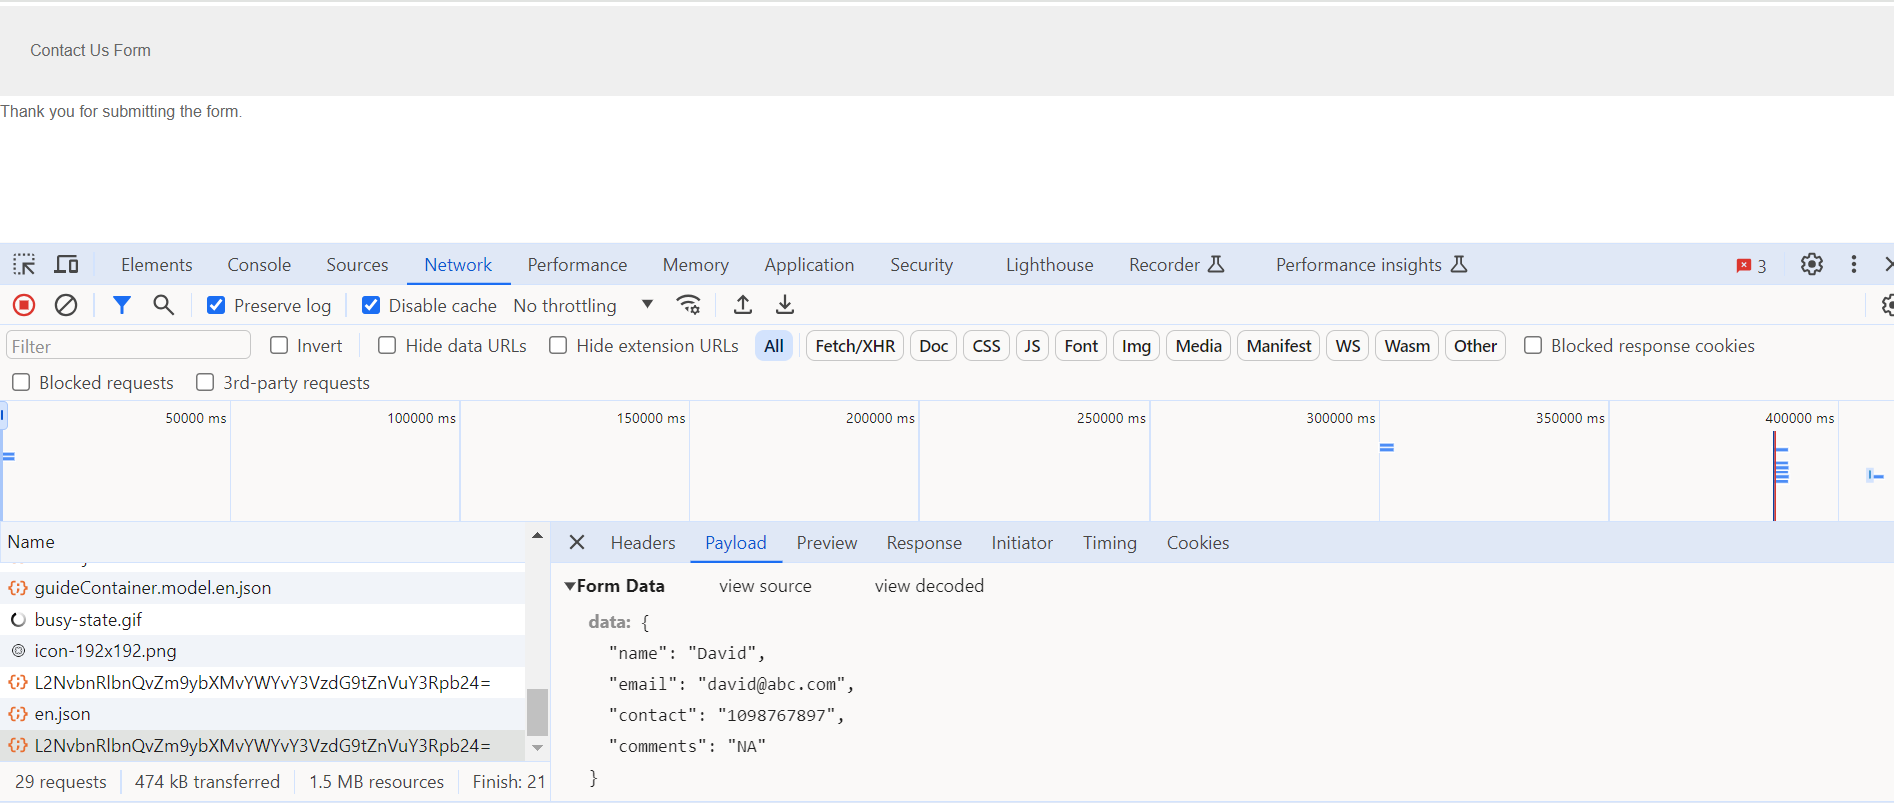 Contact Us Form
Thank you for submitting the form.
Elements Console Sources Network Performance Memory Application Security Lighthouse Recorder Performance insights 3
Preserve log Disable cache No throttling
Filter Invert Hide data URLs Hide extension URLs All Fetch/XHR Doc CSS JS Font Img Media Manifest WS Wasm Other Blocked response cookies
Blocked requests 3rd-party requests
50000 ms 100000 ms 150000 ms 200000 ms 250000 ms 300000 ms 350000 ms 400000 ms
Name
guideContainer.model.en.json
busy-state.gif
icon-192x192.png
L2NvbnRlbnQvZm9ybXMvYWYvY3VzdG9tZnVuY3Rpb24=
en.json
L2NvbnRlbnQvZm9ybXMvYWYvY3VzdG9tZnVuY3Rpb24=
29 requests 474 kB transferred 1.5 MB resources Finish: 21
Headers Payload Preview Response Initiator Timing Cookies
Form Data view source view decoded
data: {
"name": "David",
"email": "david@abc.com",
"contact": "1098767897",
"comments": "NA"
}